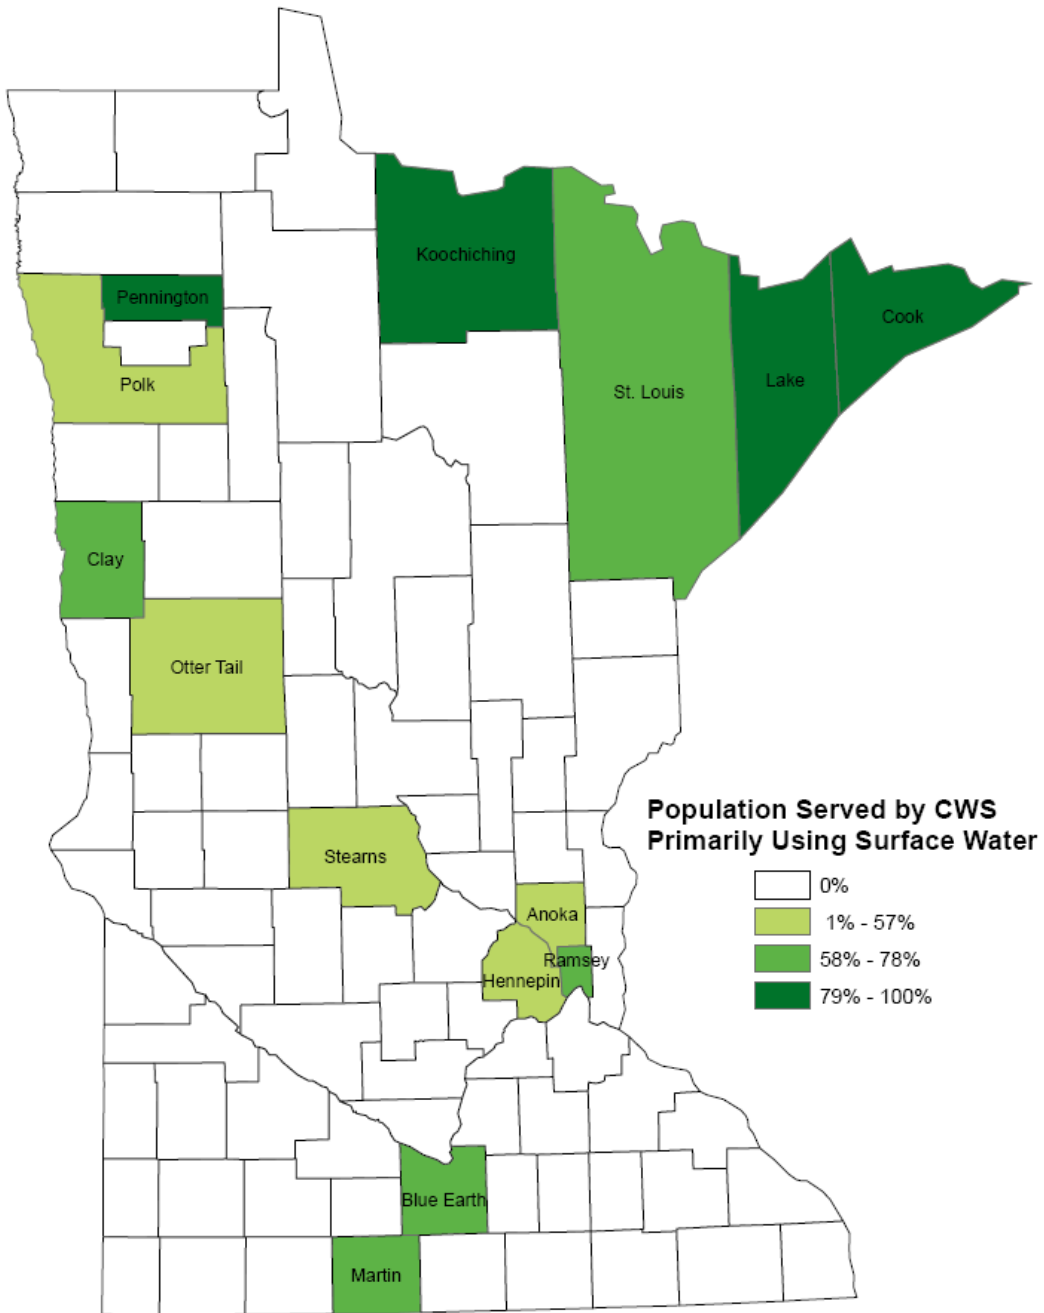 Koochiching
Pennington
Cook
Polk
Lake
St. Louis
Clay
Otter Tail
Population Served by CWS
Primarily Using Surface Water
Stearns
0%
Anoka
1% - 57%
Ramsey
58% - 78%
Hennepin
79% - 100%
Blue Earth
Martin